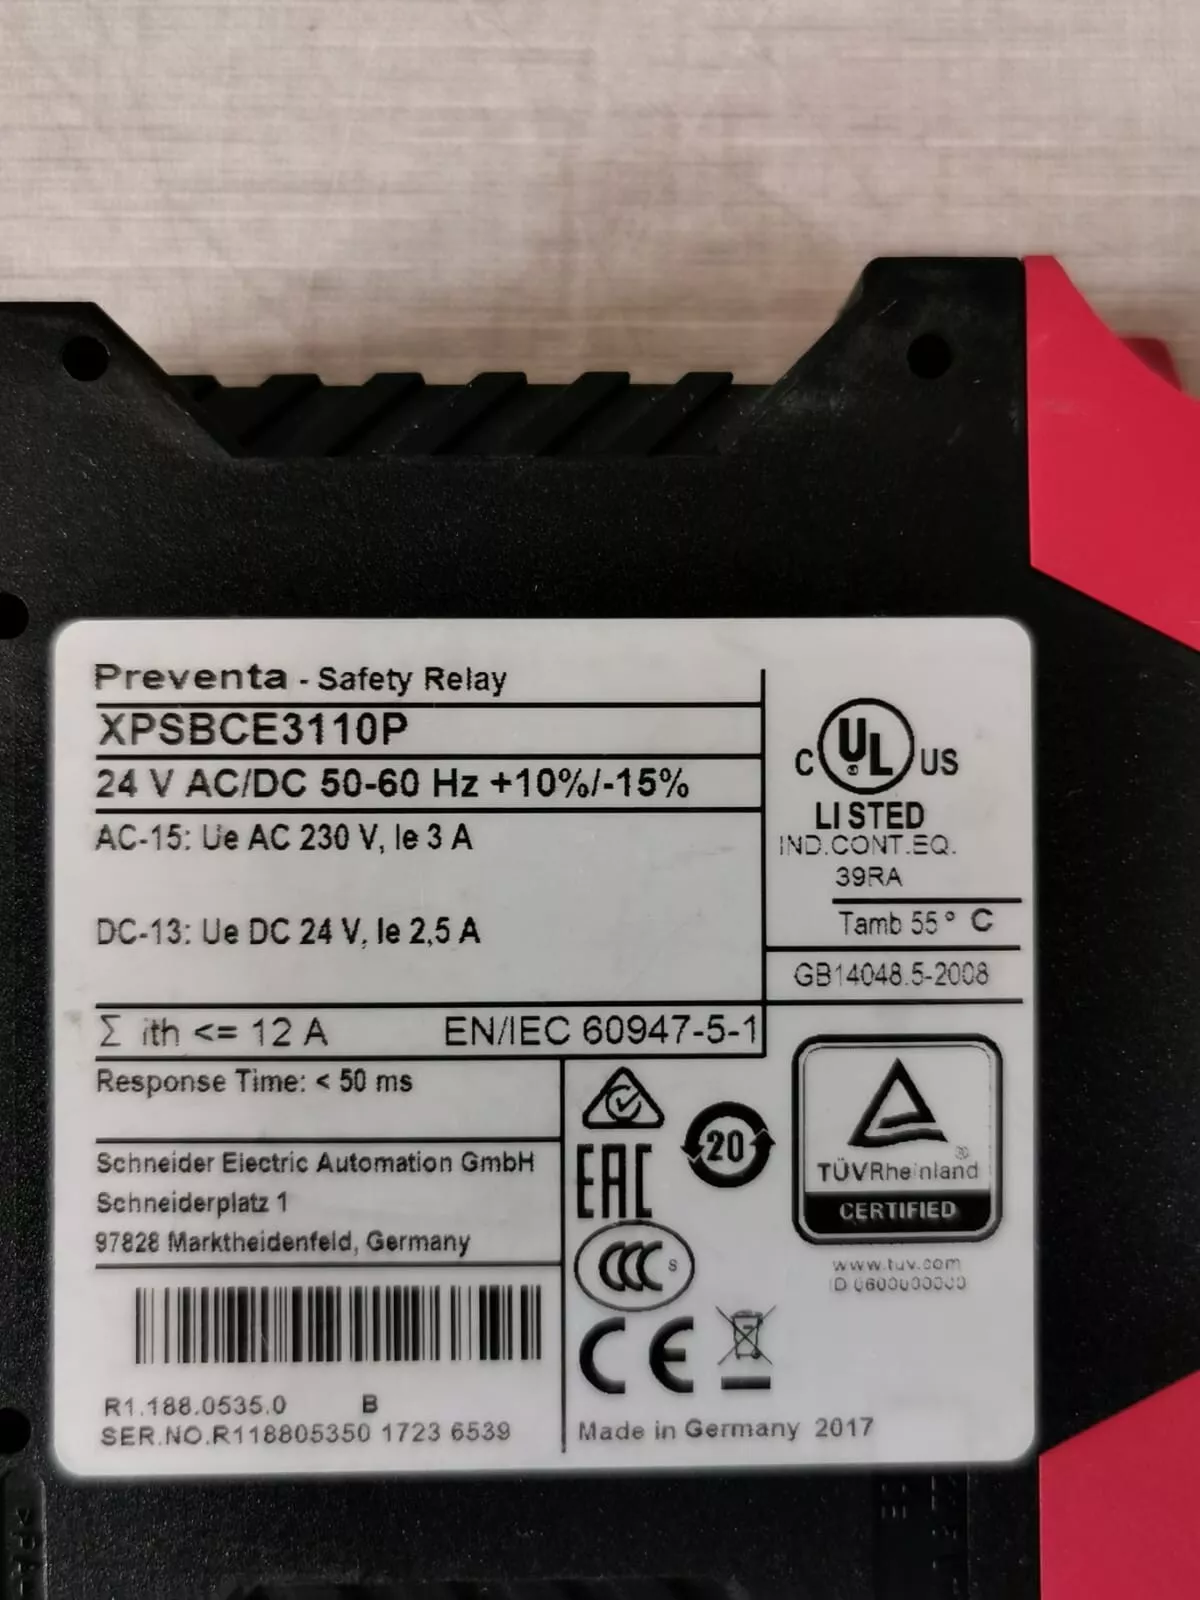 Preventa - Safety Relay
XPSBCE3110P
24 V AC/DC 50-60 Hz +10%/-15%
AC-15: Ue AC 230 V, Ie 3 A
DC-13: Ue DC 24 V, Ie 2,5 A
Σ ith <= 12 A EN/IEC 60947-5-1
Response Time: < 50 ms
Schneider Electric Automation GmbH
Schneiderplatz 1
97828 Marktheidenfeld, Germany
R1.188.0535.0 B
SER.NO.R118805350 1723 6539
C UL US
LISTED
IND.CONT.EQ.
39RA
Tamb 55° C
GB14048.5-2008
EAC
20
CCC S
CE
TÜVRheinland ®
CERTIFIED
www.tuv.com
ID 0600000000
Made in Germany 2017